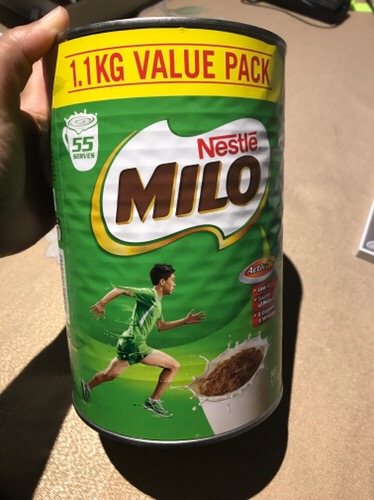 1.1KG VALUE PACK
55
SERVES
Nestlé
MILO